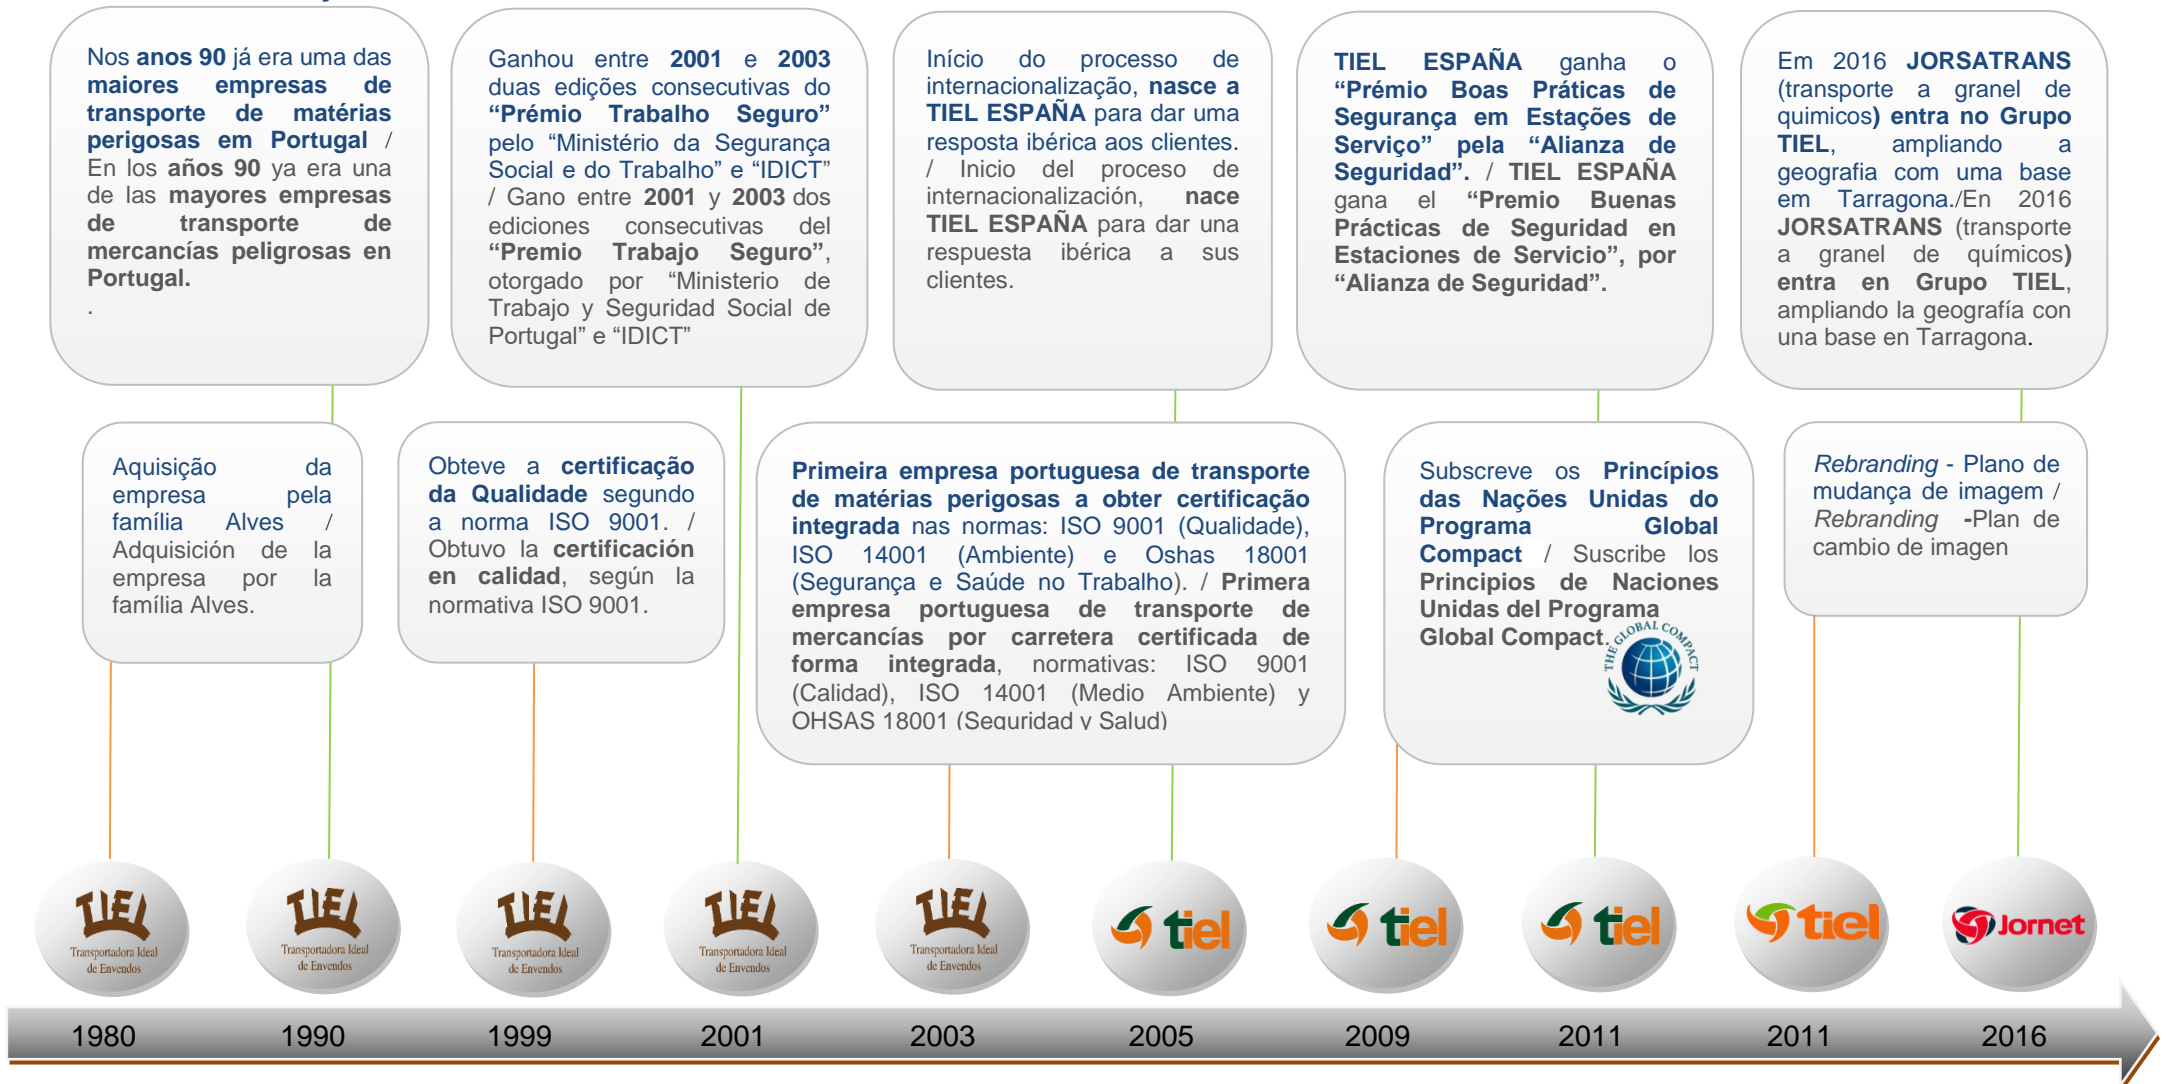 Nos anos 90 já era uma das
maiores empresas de
transporte de matérias
perigosas em Portugal /
En los años 90 ya era una
de las mayores empresas
de transporte de
mercancías peligrosas en
Portugal.
.
Ganhou entre 2001 e 2003
duas edições consecutivas do
“Prémio Trabalho Seguro”
pelo “Ministério da Segurança
Social e do Trabalho” e “IDICT”
/ Gano entre 2001 y 2003 dos
ediciones consecutivas del
“Premio Trabajo Seguro”,
otorgado por “Ministerio de
Trabajo y Seguridad Social de
Portugal” e “IDICT”
Início do processo de
internacionalização, nasce a
TIEL ESPAÑA para dar uma
resposta ibérica aos clientes.
/ Inicio del proceso de
internacionalización, nace
TIEL ESPAÑA para dar una
respuesta ibérica a sus
clientes.
TIEL ESPAÑA ganha o
“Prémio Boas Práticas de
Segurança em Estações de
Serviço” pela “Alianza de
Seguridad”. / TIEL ESPAÑA
gana el “Premio Buenas
Prácticas de Seguridad en
Estaciones de Servicio”, por
“Alianza de Seguridad”.
Em 2016 JORSATRANS
(transporte a granel de
quimicos) entra no Grupo
TIEL, ampliando a
geografia com uma base
em Tarragona./En 2016
JORSATRANS (transporte
a granel de químicos)
entra en Grupo TIEL,
ampliando la geografía con
una base en Tarragona.
Aquisição da
empresa pela
família Alves /
Adquisición de la
empresa por la
família Alves.
Obteve a certificação
da Qualidade segundo
a norma ISO 9001. /
Obtuvo la certificación
en calidad, según la
normativa ISO 9001.
Primeira empresa portuguesa de transporte
de matérias perigosas a obter certificação
integrada nas normas: ISO 9001 (Qualidade),
ISO 14001 (Ambiente) e Oshas 18001
(Segurança e Saúde no Trabalho). / Primera
empresa portuguesa de transporte de
mercancías por carretera certificada de
forma integrada, normativas: ISO 9001
(Calidad), ISO 14001 (Medio Ambiente) y
OHSAS 18001 (Seguridad y Salud)
Subscreve os Princípios
das Nações Unidas do
Programa Global
Compact / Suscribe los
Principios de Naciones
Unidas del Programa
Global Compact.
THE GLOBAL COMPACT
Rebranding - Plano de
mudança de imagem /
Rebranding -Plan de
cambio de imagen
TIEL
Transportadora Ideal
de Envendos
TIEL
Transportadora Ideal
de Envendos
TIEL
Transportadora Ideal
de Envendos
TIEL
Transportadora Ideal
de Envendos
TIEL
Transportadora Ideal
de Envendos
tiel
tiel
tiel
tiel
Jornet
1980 1990 1999 2001 2003 2005 2009 2011 2011 2016